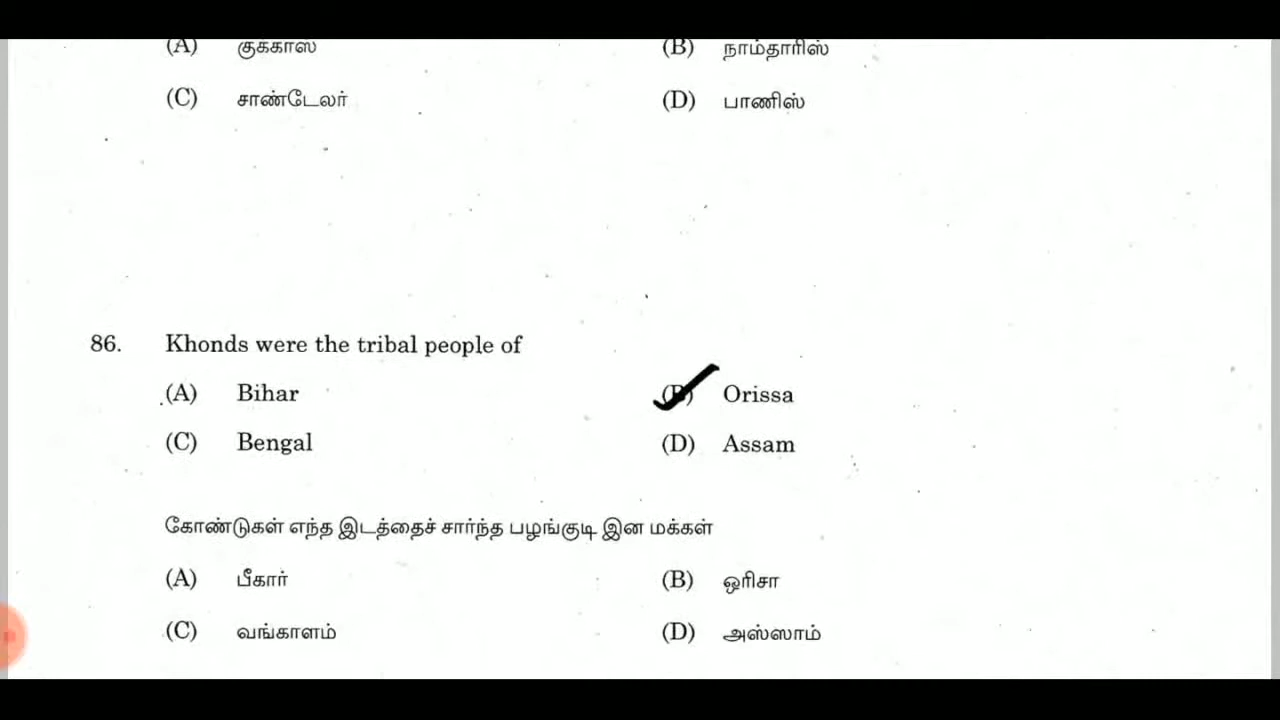 (A) குக்காஸ் (B) நாம்தாரிஸ்
(C) சாண்டேலர் (D) பாணிஸ்
86. Khonds were the tribal people of
(A) Bihar (B) Orissa
(C) Bengal (D) Assam
கோண்டுகள் எந்த இடத்தைச் சார்ந்த பழங்குடி இன மக்கள்
(A) பீகார் (B) ஒரிசா
(C) வங்காளம் (D) அஸ்ஸாம்